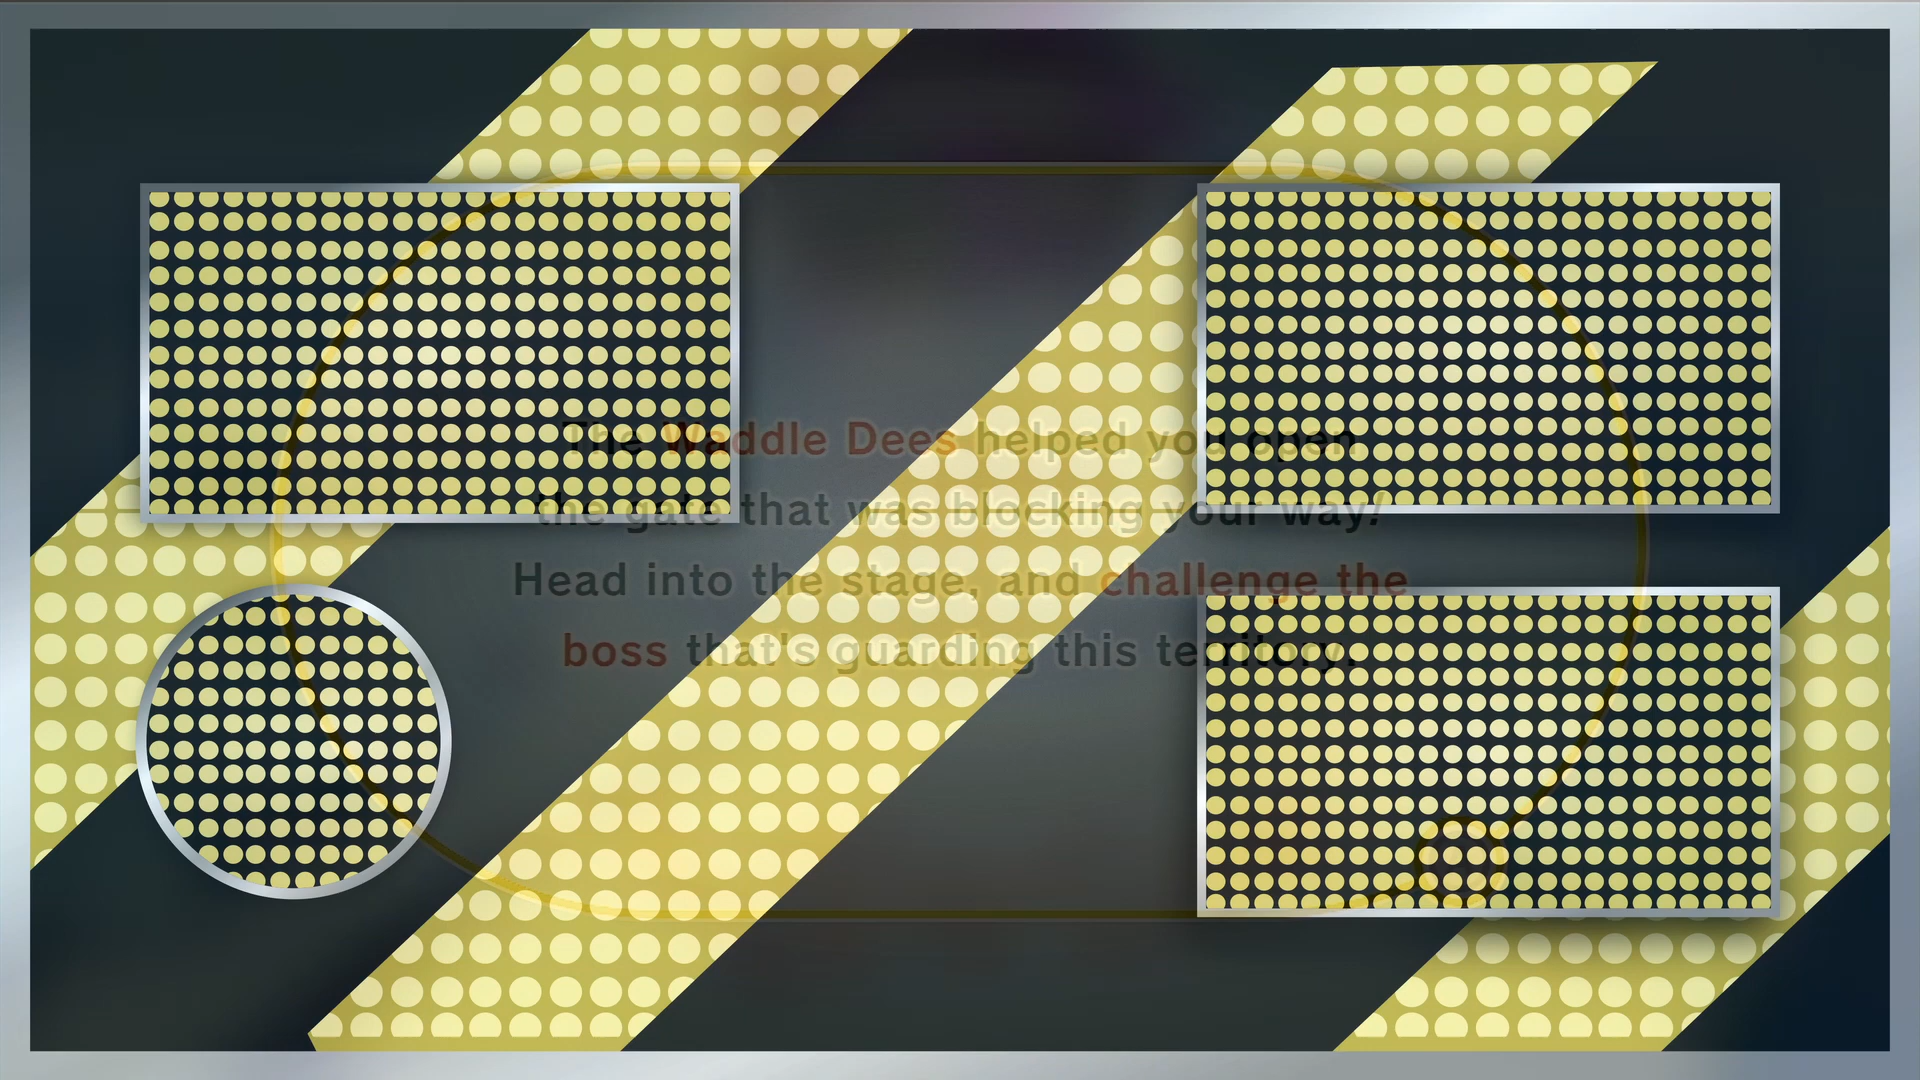 The Waddle Dees helped you open
the gate that was blocking your way!
Head into the stage, and challenge the
boss that's guarding this territory.